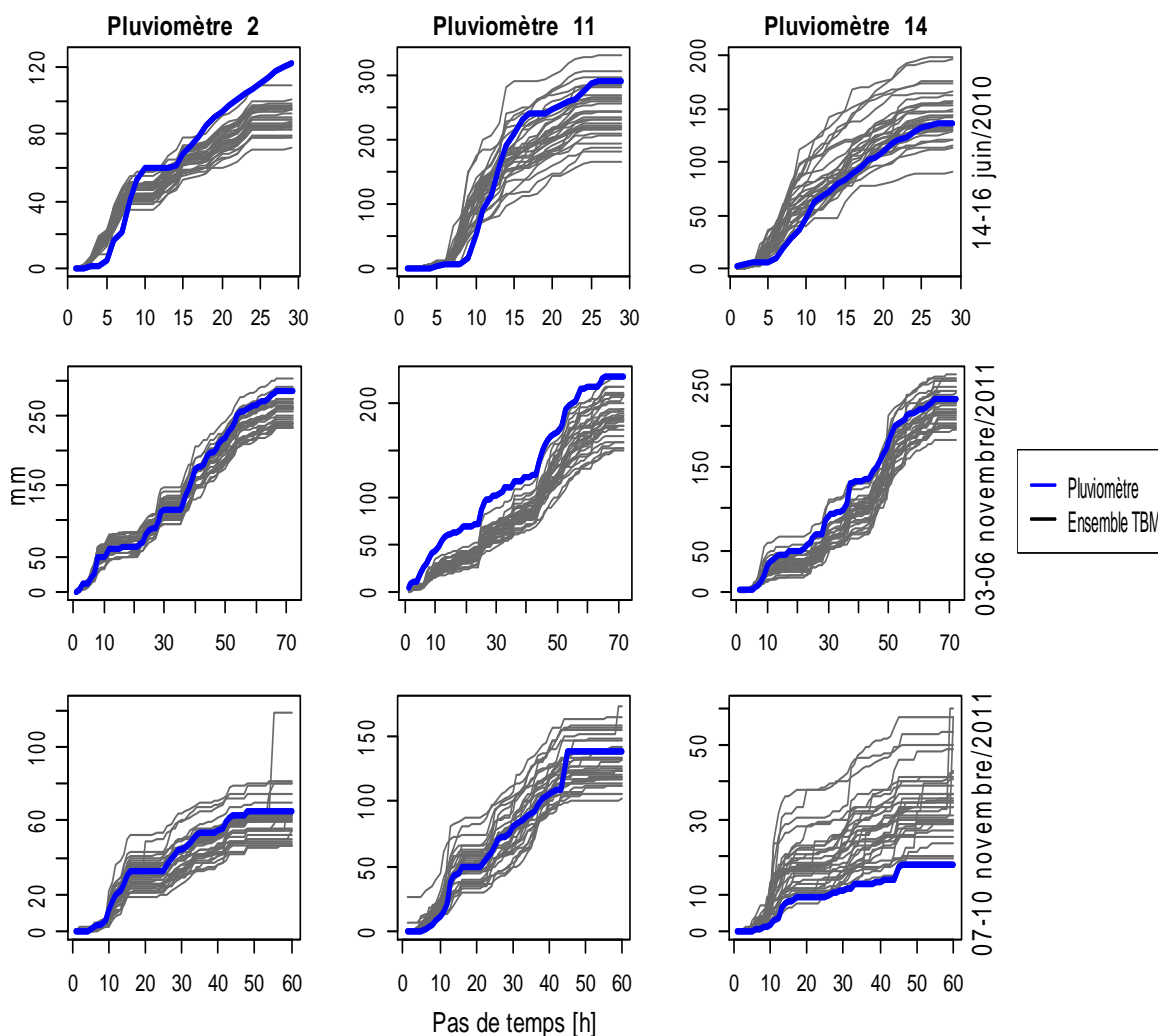 Pluviomètre 2
Pluviomètre 11
Pluviomètre 14
0 40 80 120
0 5 10 15 20 25 30
0 100 200 300
0 5 10 15 20 25 30
0 50 100 150 200
0 5 10 15 20 25 30
14-16 juin/2010
mm
0 50 150 250
0 10 30 50 70
0 50 100 200
0 10 30 50 70
0 50 150 250
0 10 30 50 70
03-06 novembre/2011
Pluviomètre
Ensemble TBM
0 20 60 100
0 10 20 30 40 50 60
0 50 100 150
0 10 20 30 40 50 60
0 10 30 50
0 10 20 30 40 50 60
07-10 novembre/2011
Pas de temps [h]